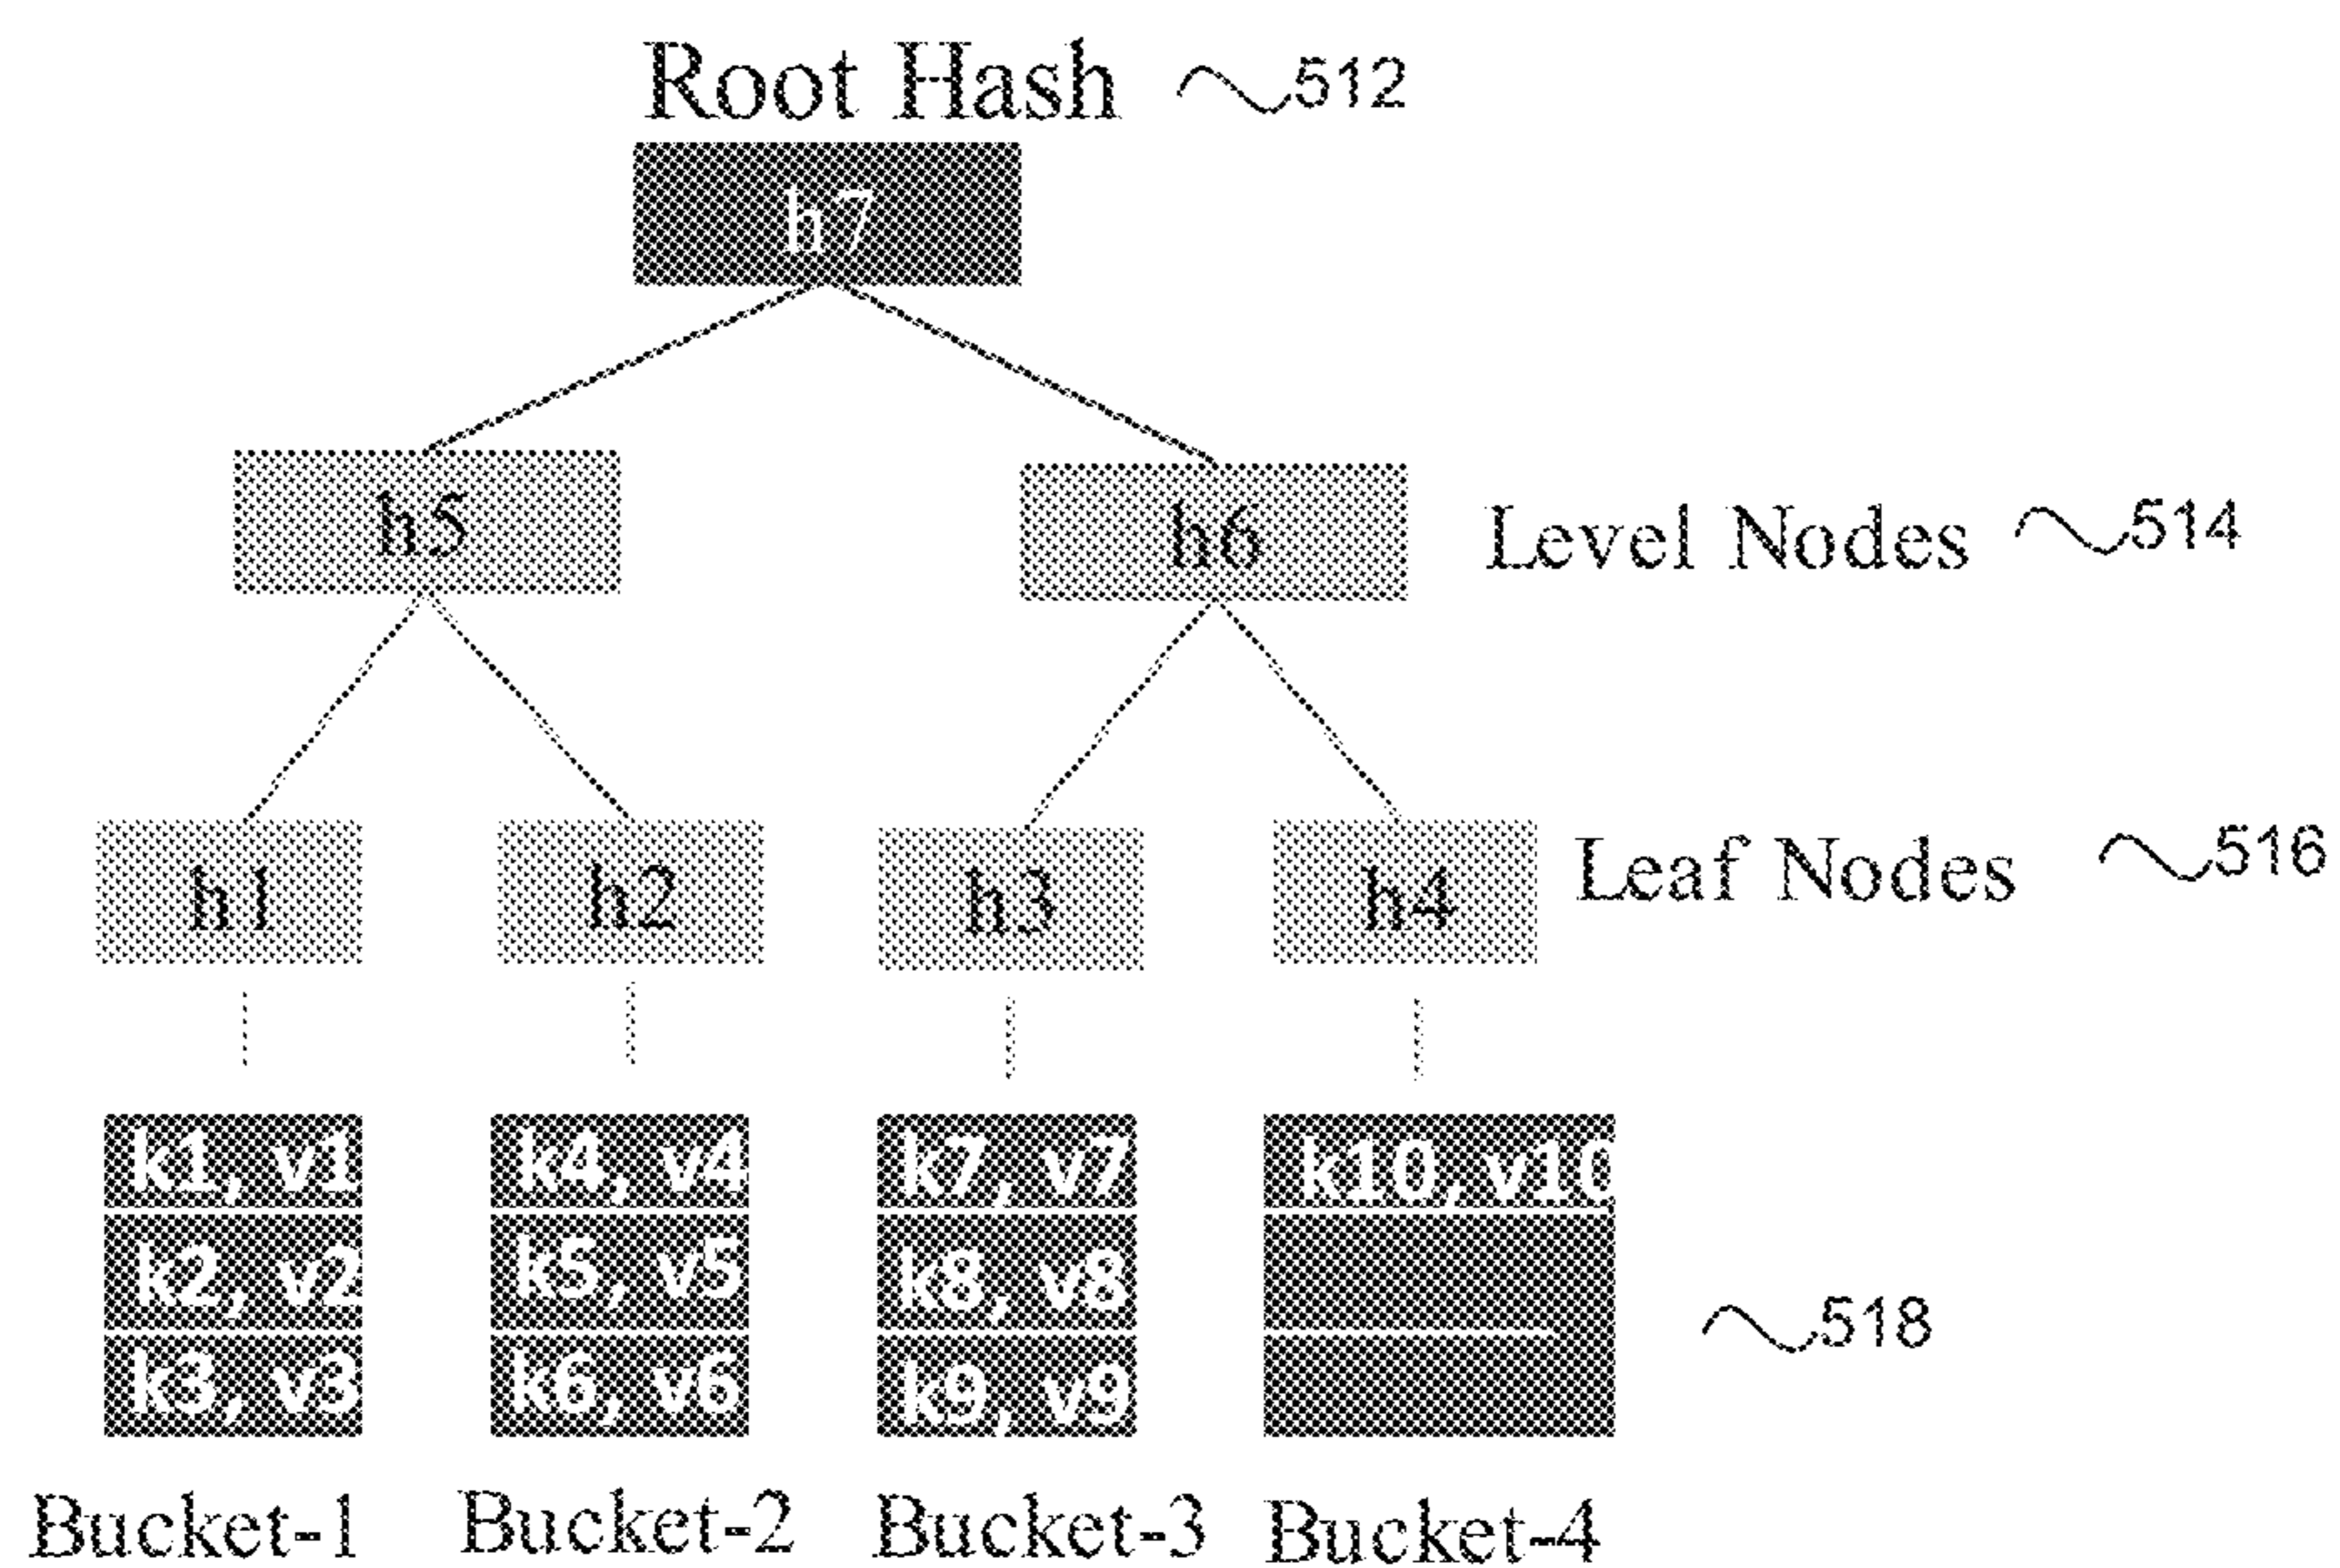 Root Hash 512
h7
h5 h6 Level Nodes 514
h1 h2 h3 h4 Leaf Nodes 516
k1, v1 k4, v4 k7, v7 k10, v10
k2, v2 k5, v5 k8, v8
k3, v3 k6, v6 k9, v9
518
Bucket-1 Bucket-2 Bucket-3 Bucket-4